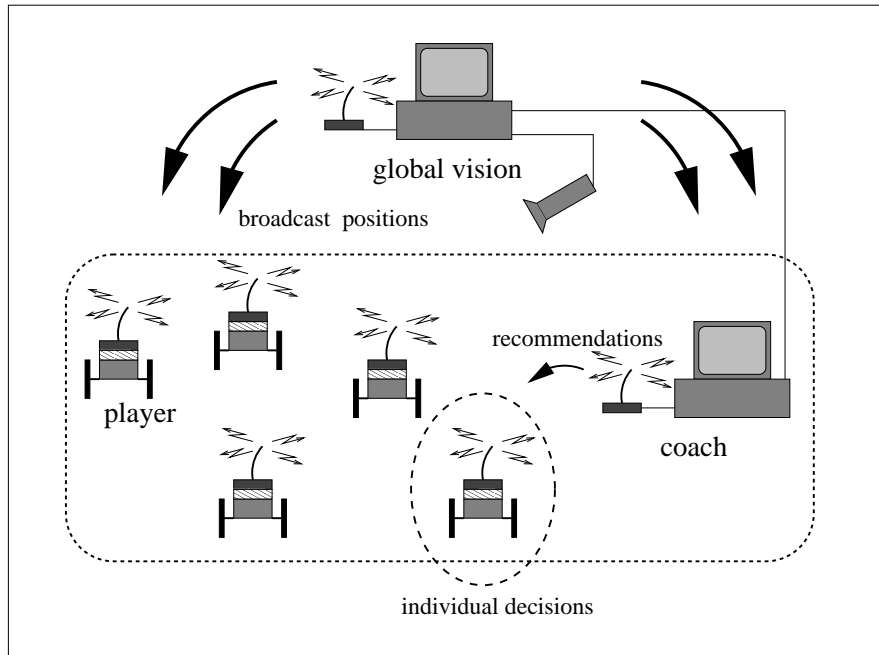 global vision
broadcast positions
recommendations
player
coach
individual decisions